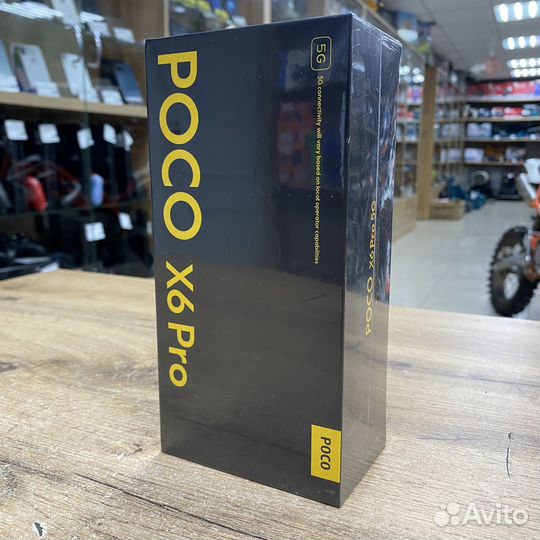 POCO X6 Pro
5G
5G connectivity will vary based on local operator capabilities
POCO
POCO X6 Pro 5G
Avito